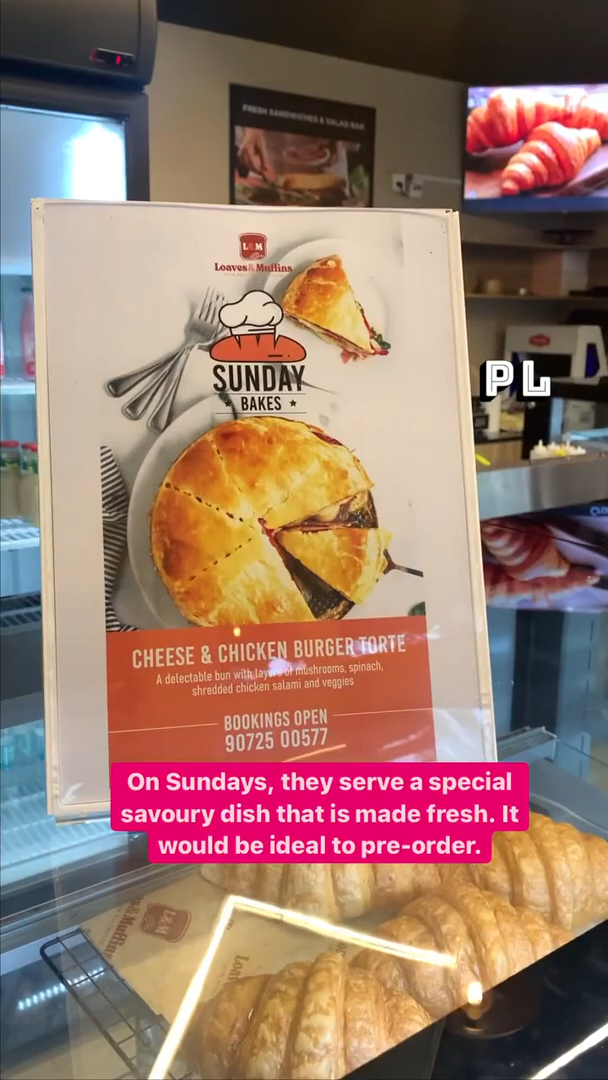 FRESH SANDWICHES & SALAD BAR
L&M
Loaves & Muffins
SUNDAY
BAKES
PL
CHEESE & CHICKEN BURGER TORTE
A delectable bun with layers of mushrooms, spinach,
shredded chicken salami and veggies
BOOKINGS OPEN
90725 00577
On Sundays, they serve a special
savoury dish that is made fresh. It
would be ideal to pre-order.
Loaves & Muffins